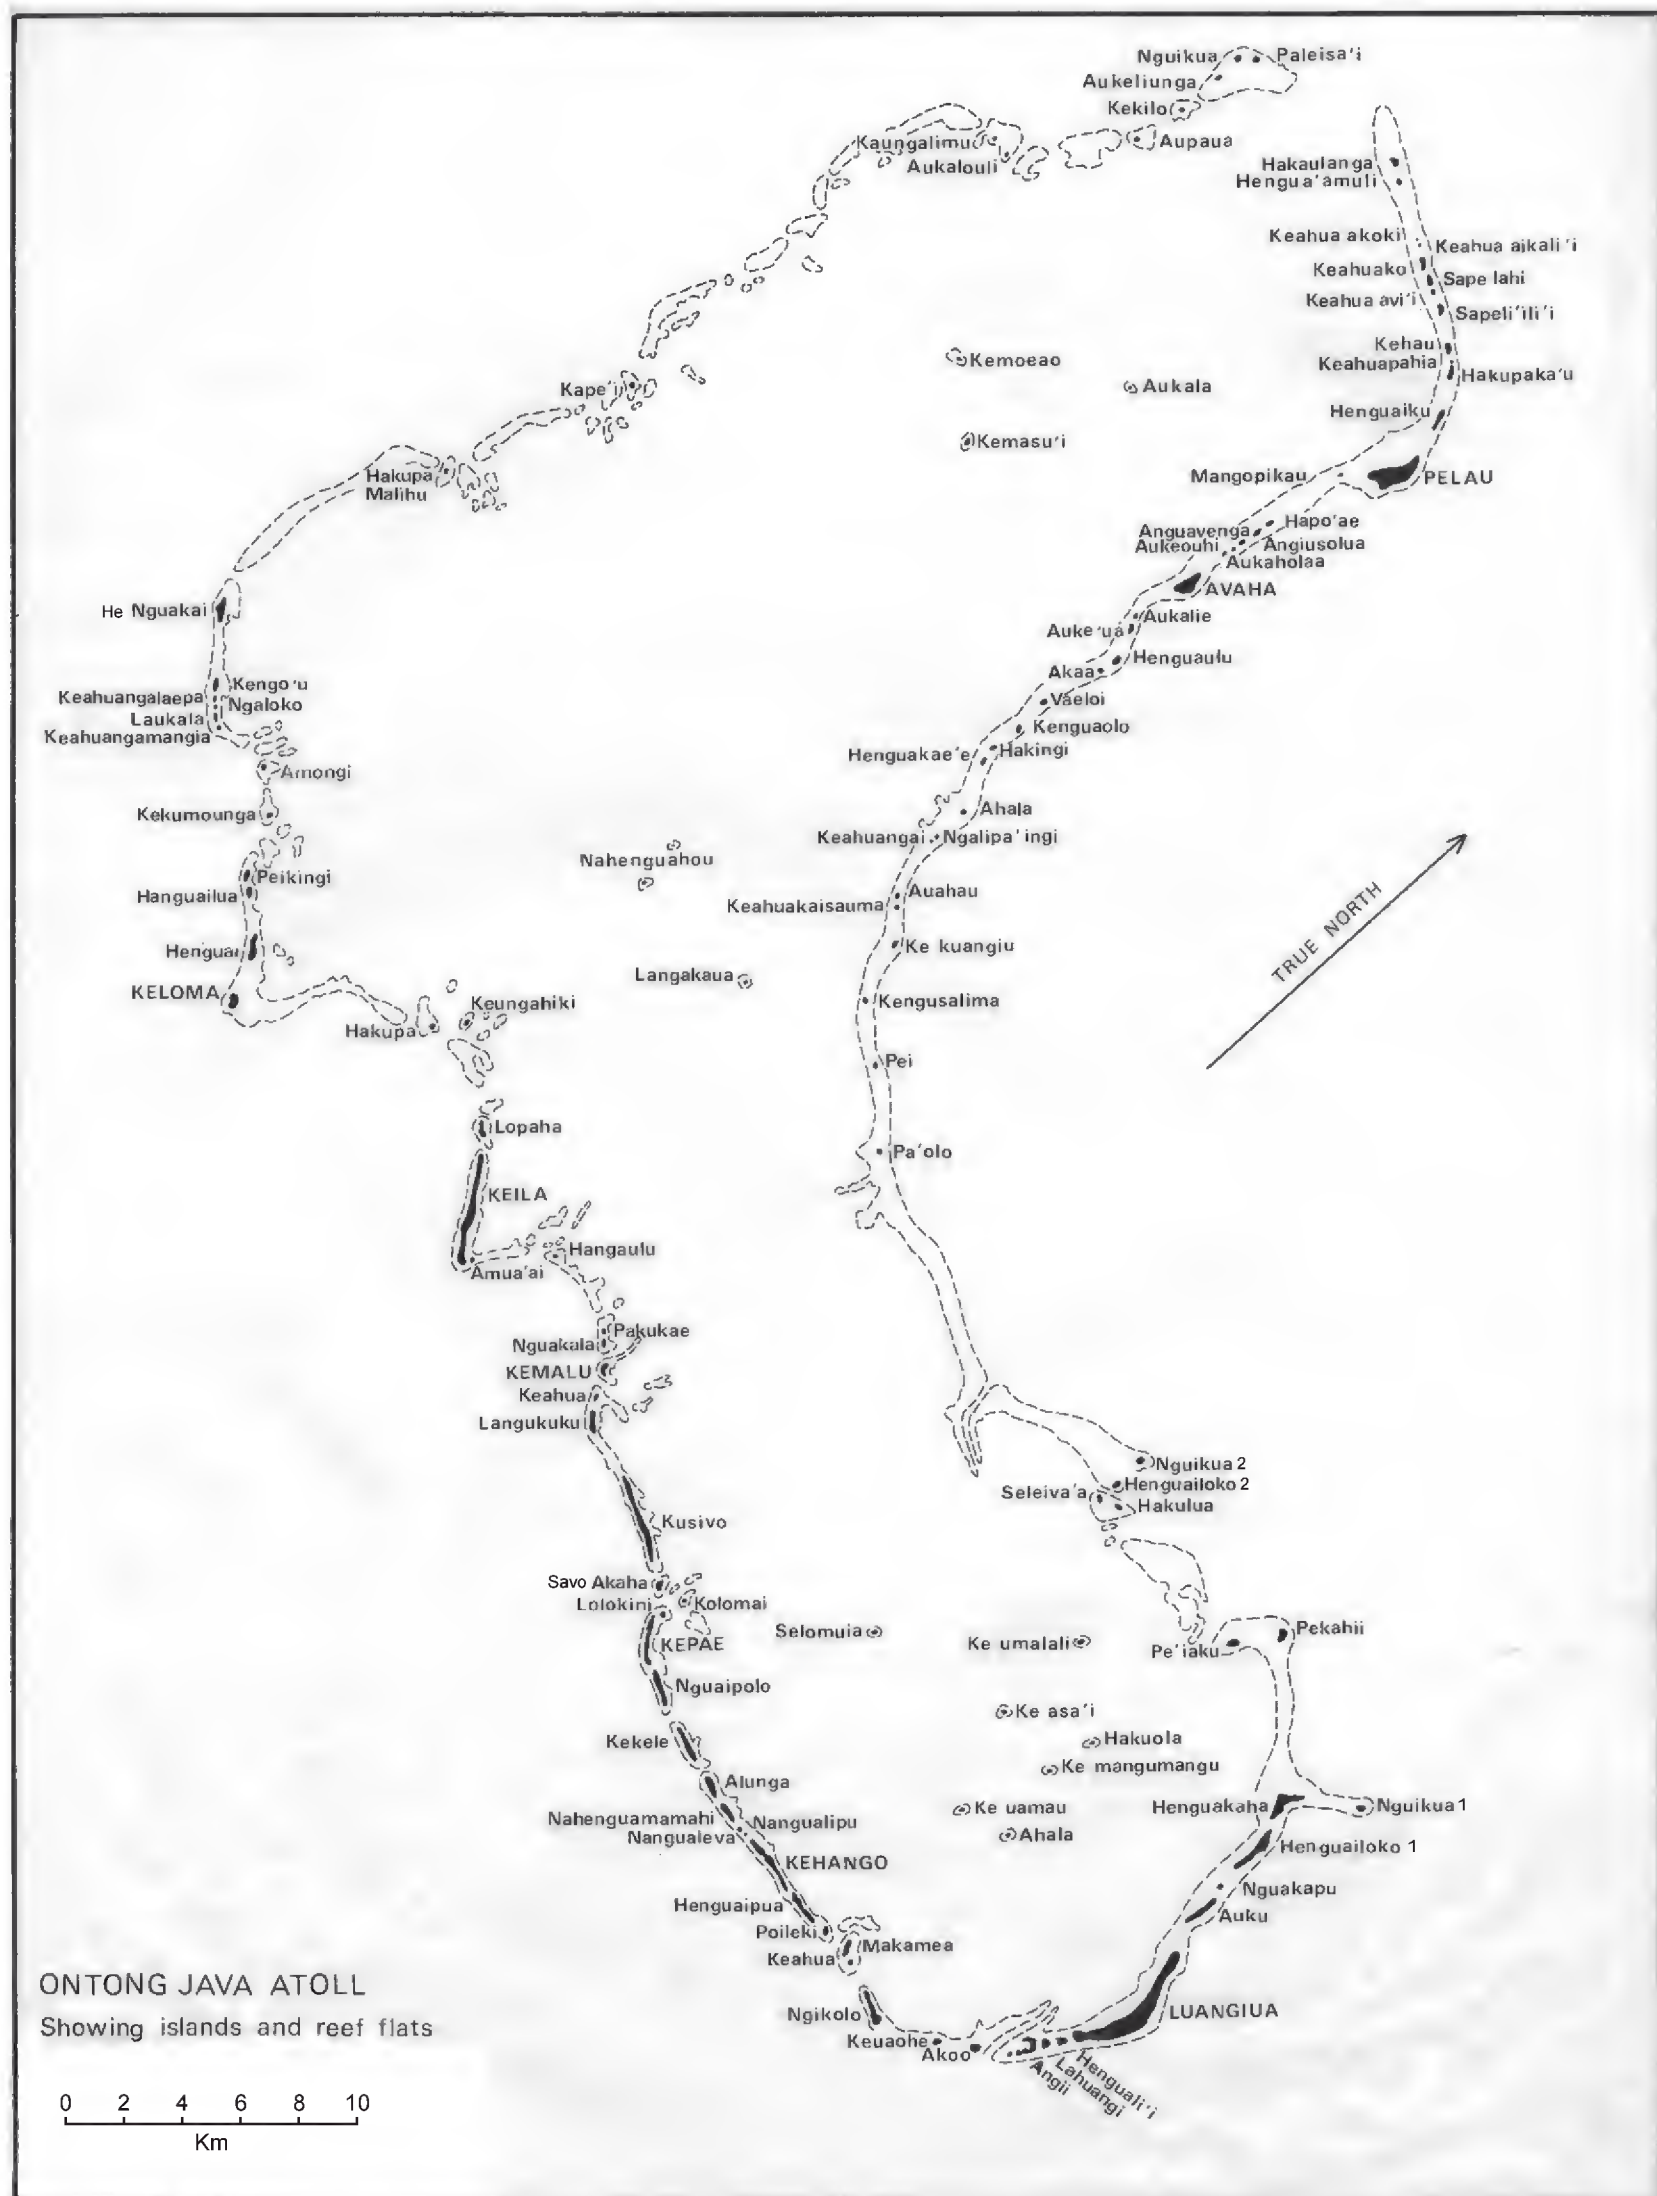 Nguikua
Paleisa'i
Aukeliunga
Kekilo
Kaungalimu
Aupaua
Aukalouli
Hakaulanga
Hengua'amuli
Keahua akoki
Keahua aikali'i
Keahuako
Sape lahi
Keahua avi'i
Sapeli'ili'i
Kehau
Keahuapahia
Hakupaka'u
Kemoeao
Aukala
Kape'i
Henguaiku
Kemasu'i
Hakupa
Malihu
Mangopikau
PELAU
Hapo'ae
Anguavenga
Aukeouhi
Angiusolua
Aukaholaa
AVAHA
He Nguakai
Aukalie
Auke'ua
Henguaulu
Akaa
Kengo'u
Keahuangalaepa
Ngaloko
Vaeloi
Laukala
Keahuangamangia
Kenguaolo
Henguakae'e
Hakingi
Amongi
Kekumounga
Ahala
Keahuangai
Ngalipa'ingi
Nahenguahou
Peikingi
Hanguailua
Auahau
Keahuakaisauma
TRUE NORTH
Henguai
Ke kuangiu
Langakaua
KELOMA
Keungahiki
Kengusalima
Hakupa
Pei
Lopaha
Pa'olo
KEILA
Hangaulu
Amua'ai
Pakukae
Nguakala
KEMALU
Keahua
Langukuku
Nguikua 2
Henguailoko 2
Seleiva'a
Hakulua
Kusivo
Savo Akaha
Lolokini
Kolomai
Selomuia
Ke umalali
Pekahii
KEPAE
Pe'iaku
Nguaipolo
Ke asa'i
Kekele
Hakuola
Ke mangumangu
Alunga
Ke uamau
Henguakaha
Nguikua 1
Nahenguamamahi
Nangualipu
Nangualeva
Ahala
Henguailoko 1
KEHANGO
Nguakapu
Henguaipua
Auku
Poileki
Makamea
Keahua
ONTONG JAVA ATOLL
Showing islands and reef flats
Ngikolo
LUANGIUA
Keuaohe
Akoo
Angii
Lahuangi
Henguali'i
0 2 4 6 8 10
Km